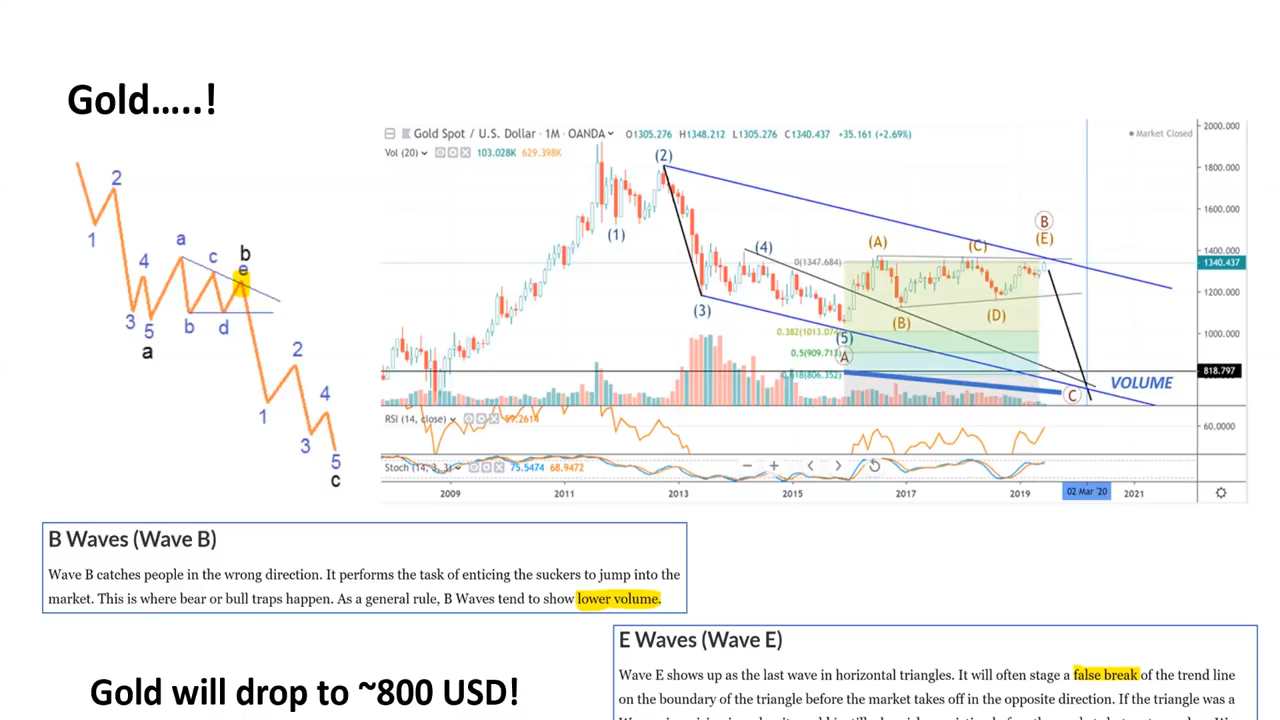 Gold.....!
2
1
4
3
5
a
a
b
c
d
b
e
1
2
3
4
5
c
Gold Spot / U.S. Dollar · 1M · OANDA O1305.276 H1348.212 L1305.276 C1340.437 +35.161 (+2.69%)
Market Closed
Vol (20) 103.028K 629.398K
2000.000
1800.000
1600.000
1400.000
1340.437
1200.000
1000.000
818.797
60.0000
(2)
(1)
(3)
(4)
(5)
A
(A)
(B)
(C)
(D)
B
(E)
C
0(1347.684)
0.382(1013.074)
0.5(909.713)
0.618(806.352)
VOLUME
RSI (14, close) 59.2614
Stoch (14, 3, 3) 75.5474 68.9472
2009 2011 2013 2015 2017 2019 02 Mar '20 2021
B Waves (Wave B)
Wave B catches people in the wrong direction. It performs the task of enticing the suckers to jump into the
market. This is where bear or bull traps happen. As a general rule, B Waves tend to show lower volume.
E Waves (Wave E)
Wave E shows up as the last wave in horizontal triangles. It will often stage a false break of the trend line
on the boundary of the triangle before the market takes off in the opposite direction. If the triangle was a
Gold will drop to ~800 USD!